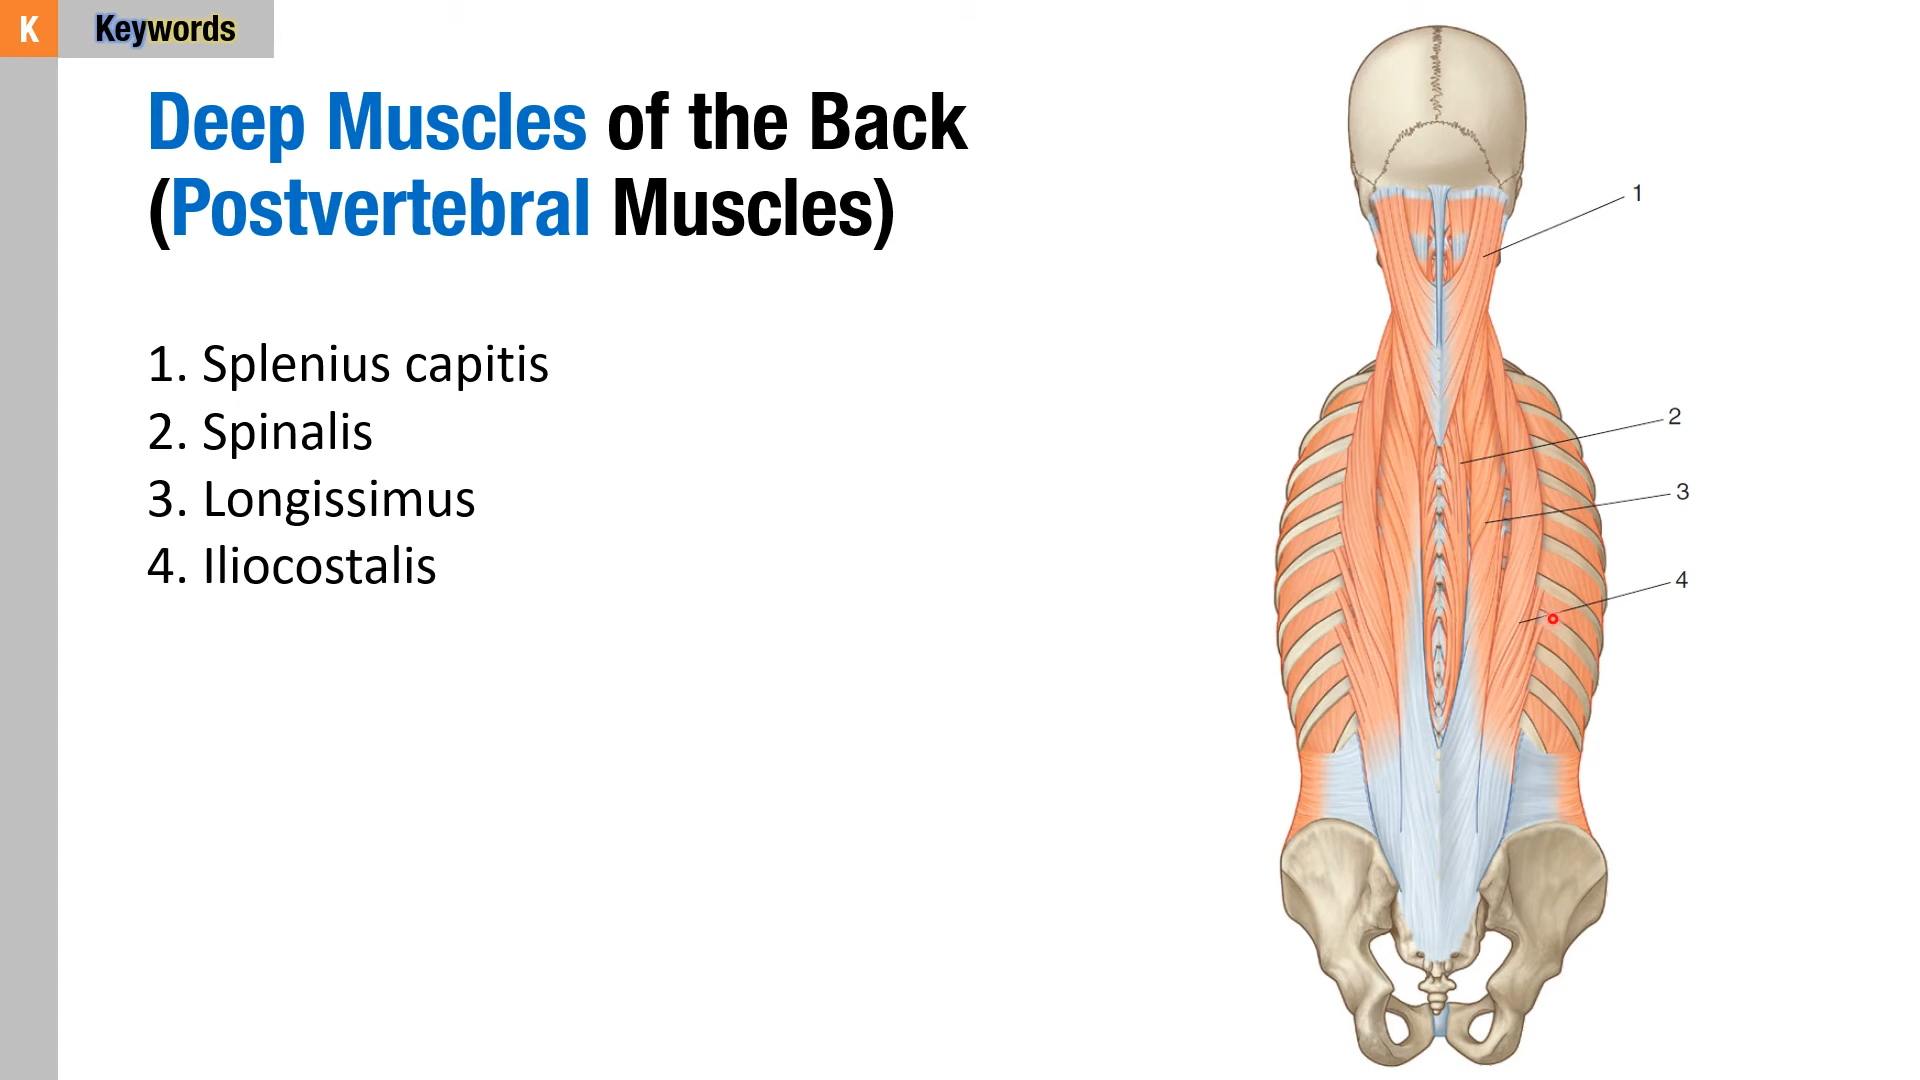 K
Keywords
Deep Muscles of the Back
(Postvertebral Muscles)
1. Splenius capitis
2. Spinalis
3. Longissimus
4. Iliocostalis
1
2
3
4